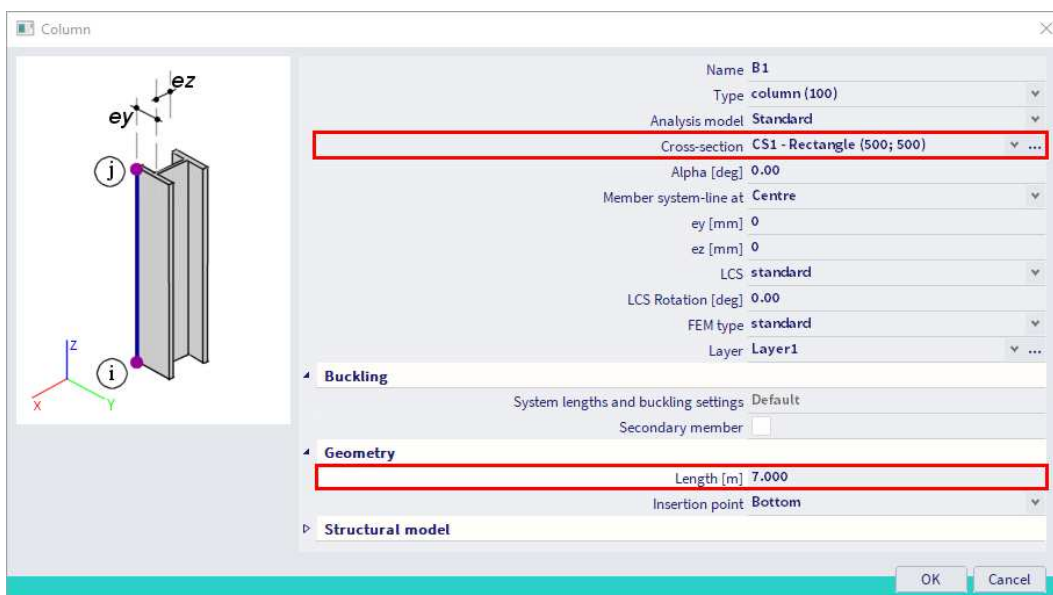 Column
ez
ey
j
i
Z
X
Y
Name B1
Type column (100)
Analysis model Standard
Cross-section CS1 - Rectangle (500; 500) ...
Alpha [deg] 0.00
Member system-line at Centre
ey [mm] 0
ez [mm] 0
LCS standard
LCS Rotation [deg] 0.00
FEM type standard
Layer Layer1 ...
Buckling
System lengths and buckling settings Default
Secondary member
Geometry
Length [m] 7.000
Insertion point Bottom
Structural model
OK Cancel